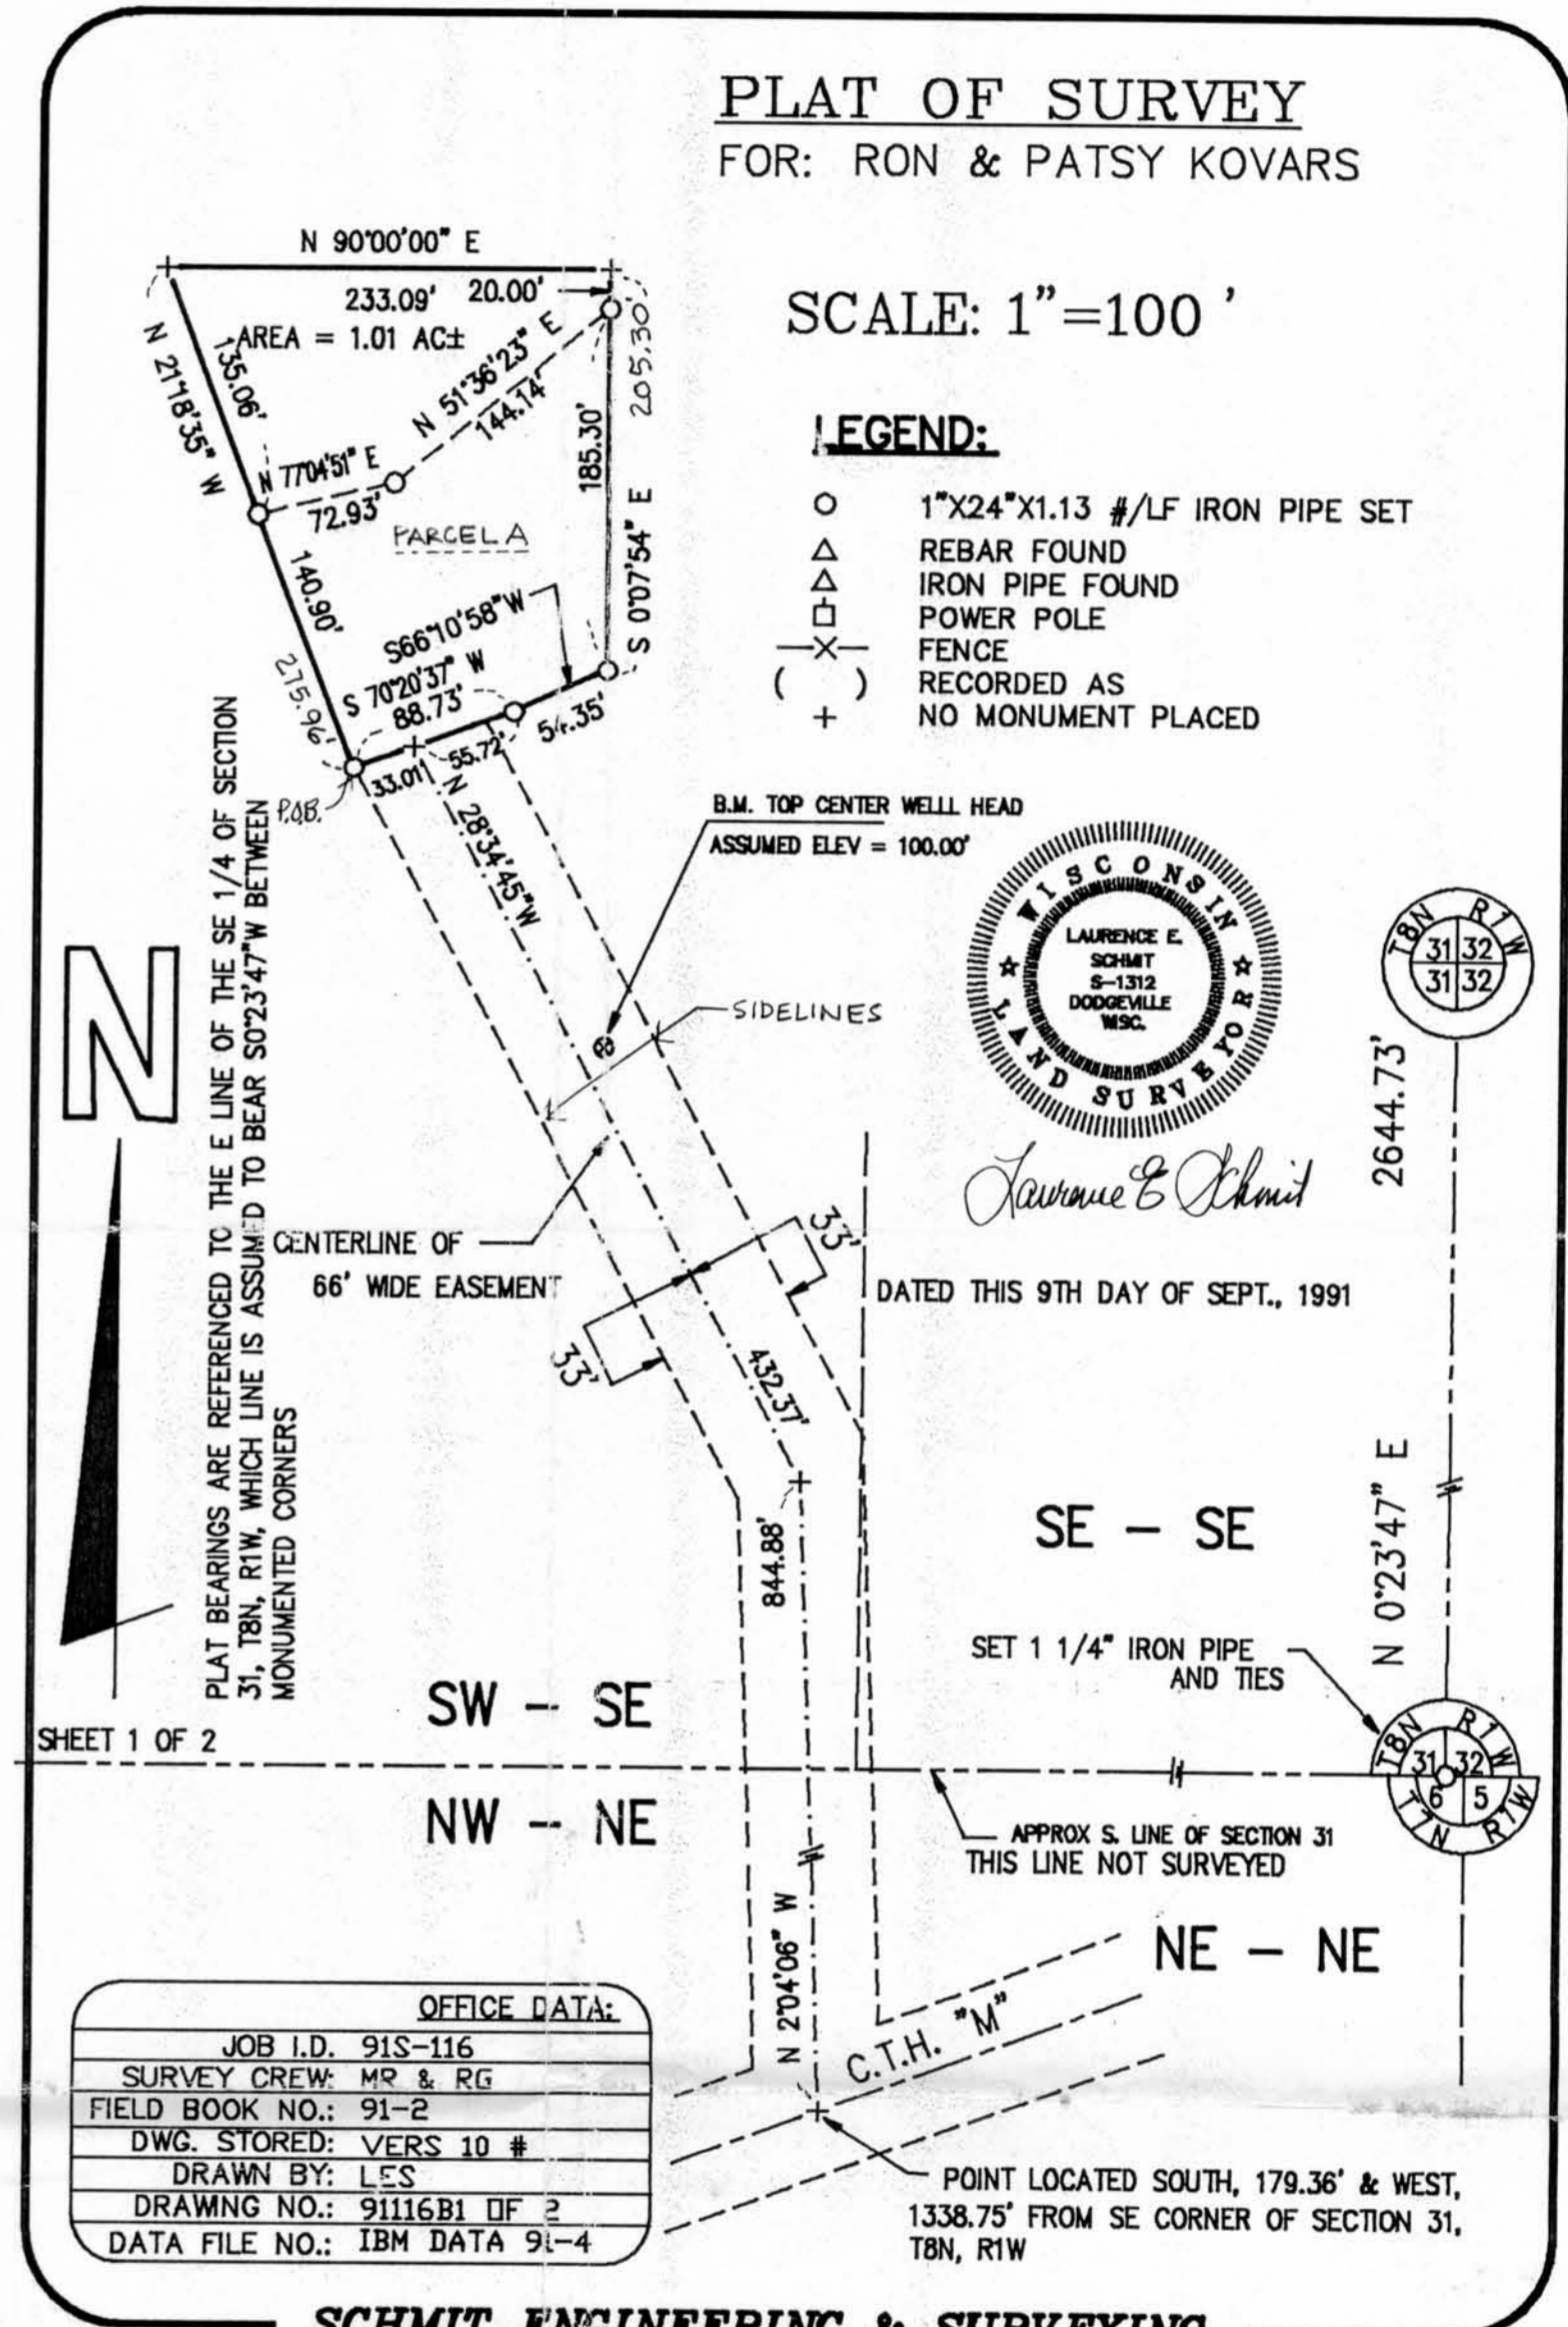 PLAT OF SURVEY
FOR: RON & PATSY KOVARS
N 90°00'00" E
233.09'
20.00'
AREA = 1.01 AC±
N 21°18'35" W
135.06'
N 51°36'23" E
144.14'
205.30'
185.30'
S 0°07'54" E
N 77°04'51" E
72.93'
PARCEL A
140.90'
275.96'
S66°10'58"W
S 70°20'37" W
88.73'
54.35'
33.01'
55.72'
P.O.B.
N 28°34'45"W
SCALE: 1"=100 '
LEGEND:
1"X24"X1.13 #/LF IRON PIPE SET
REBAR FOUND
IRON PIPE FOUND
POWER POLE
—X— FENCE
( ) RECORDED AS
+ NO MONUMENT PLACED
B.M. TOP CENTER WELLL HEAD
ASSUMED ELEV = 100.00'
WISCONSIN
LAURENCE E.
SCHMIT
S-1312
DODGEVILLE
WISC.
LAND SURVEYOR
Laurence E Schmit
T8N R1W
31 32
31 32
2644.73'
N 0°23'47" E
N
PLAT BEARINGS ARE REFERENCED TO THE E LINE OF THE SE 1/4 OF SECTION
31, T8N, R1W, WHICH LINE IS ASSUMED TO BEAR S0°23'47"W BETWEEN
MONUMENTED CORNERS
SIDELINES
CENTERLINE OF
66' WIDE EASEMENT
33'
33'
DATED THIS 9TH DAY OF SEPT., 1991
432.37'
844.88'
SE - SE
SET 1 1/4" IRON PIPE
AND TIES
SW - SE
SHEET 1 OF 2
T8N R1W
31 32
6 5
T7N R1W
NW - NE
APPROX S. LINE OF SECTION 31
THIS LINE NOT SURVEYED
N 2°04'06" W
NE - NE
C.T.H. "M"
OFFICE DATA:
JOB I.D. 91S-116
SURVEY CREW: MR & RG
FIELD BOOK NO.: 91-2
DWG. STORED: VERS 10 #
DRAWN BY: LES
DRAWING NO.: 91116B1 OF 2
DATA FILE NO.: IBM DATA 91-4
POINT LOCATED SOUTH, 179.36' & WEST,
1338.75' FROM SE CORNER OF SECTION 31,
T8N, R1W
SCHMIT ENGINEERING & SURVEYING